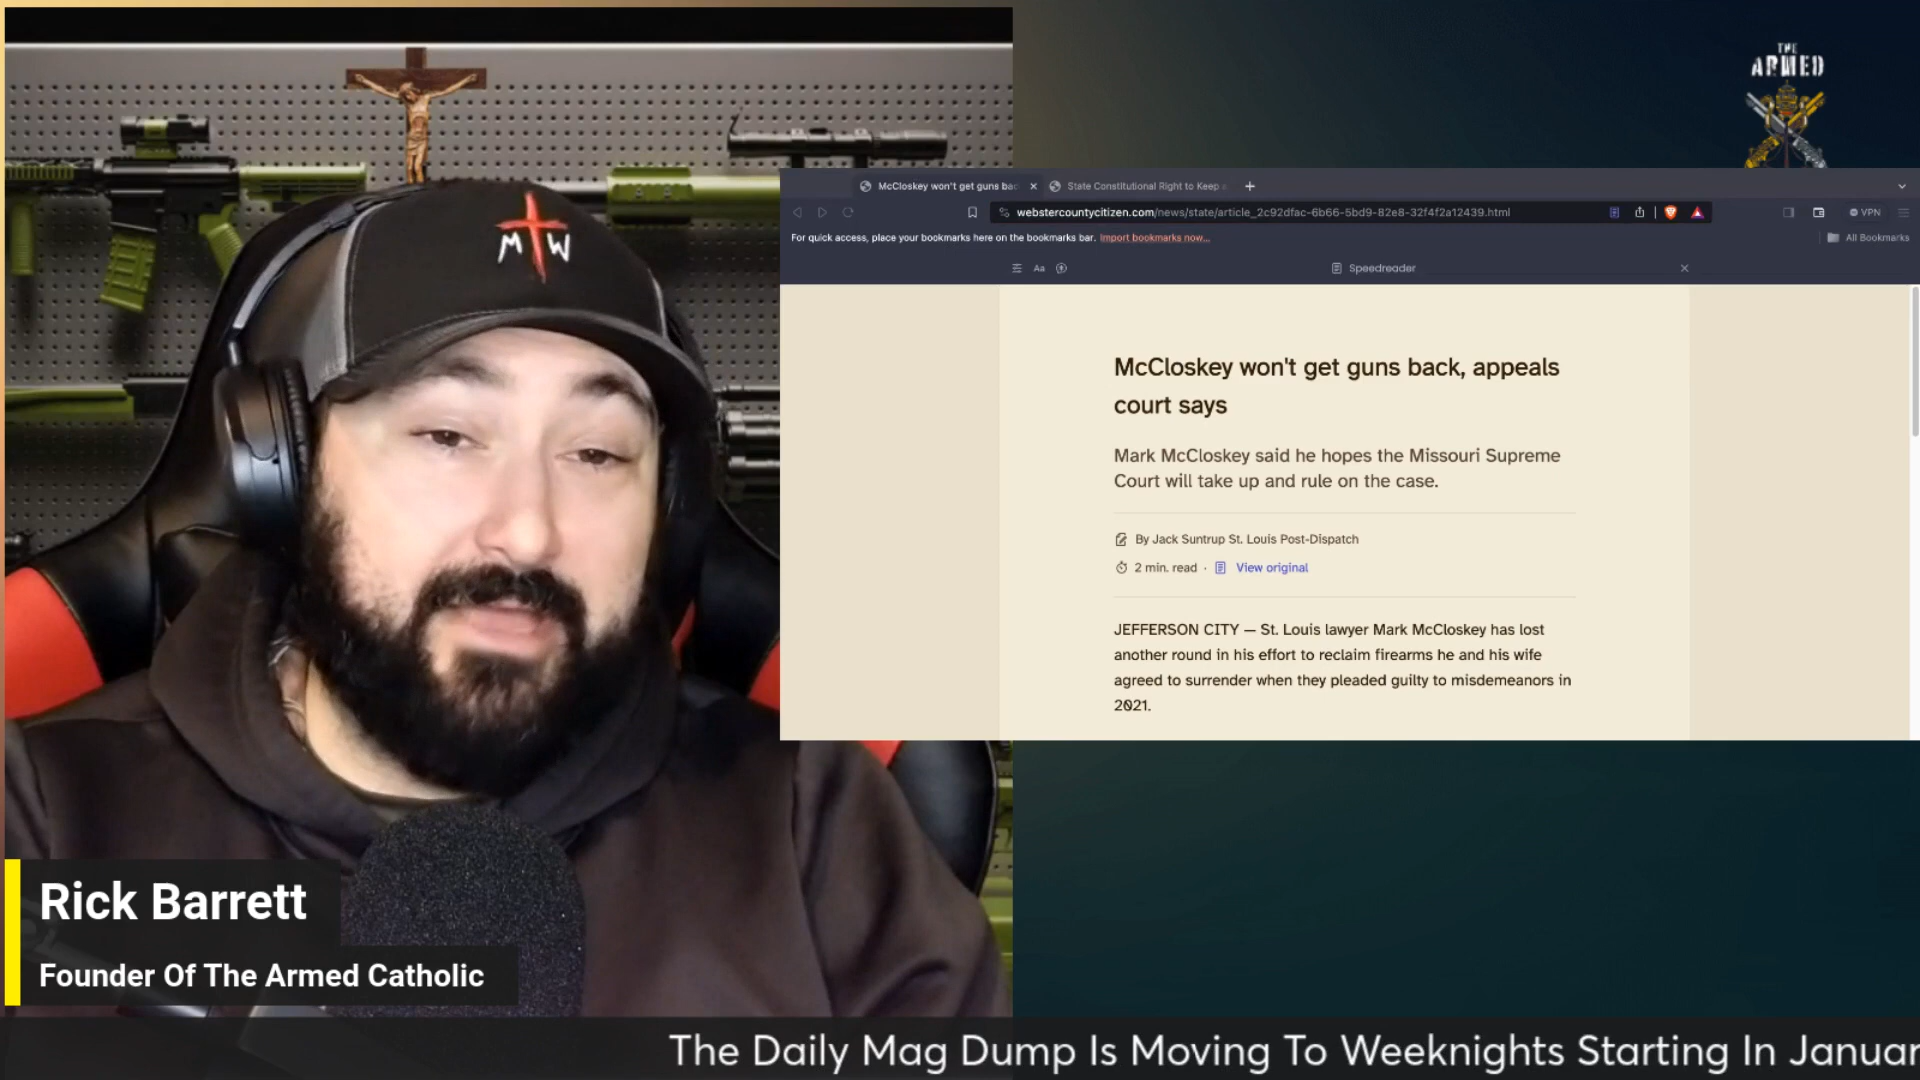 THE
ARMED
M W
McCloskey won't get guns bac
State Constitutional Right to Keep a
webstercountycitizen.com/news/state/article_2c92dfac-6b66-5bd9-82e8-32f4f2a12439.html
VPN
For quick access, place your bookmarks here on the bookmarks bar. Import bookmarks now...
All Bookmarks
Aa
Speedreader
McCloskey won't get guns back, appeals
court says
Mark McCloskey said he hopes the Missouri Supreme
Court will take up and rule on the case.
By Jack Suntrup St. Louis Post-Dispatch
2 min. read · View original
JEFFERSON CITY — St. Louis lawyer Mark McCloskey has lost
another round in his effort to reclaim firearms he and his wife
agreed to surrender when they pleaded guilty to misdemeanors in
2021.
Rick Barrett
Founder Of The Armed Catholic
The Daily Mag Dump Is Moving To Weeknights Starting In Januar